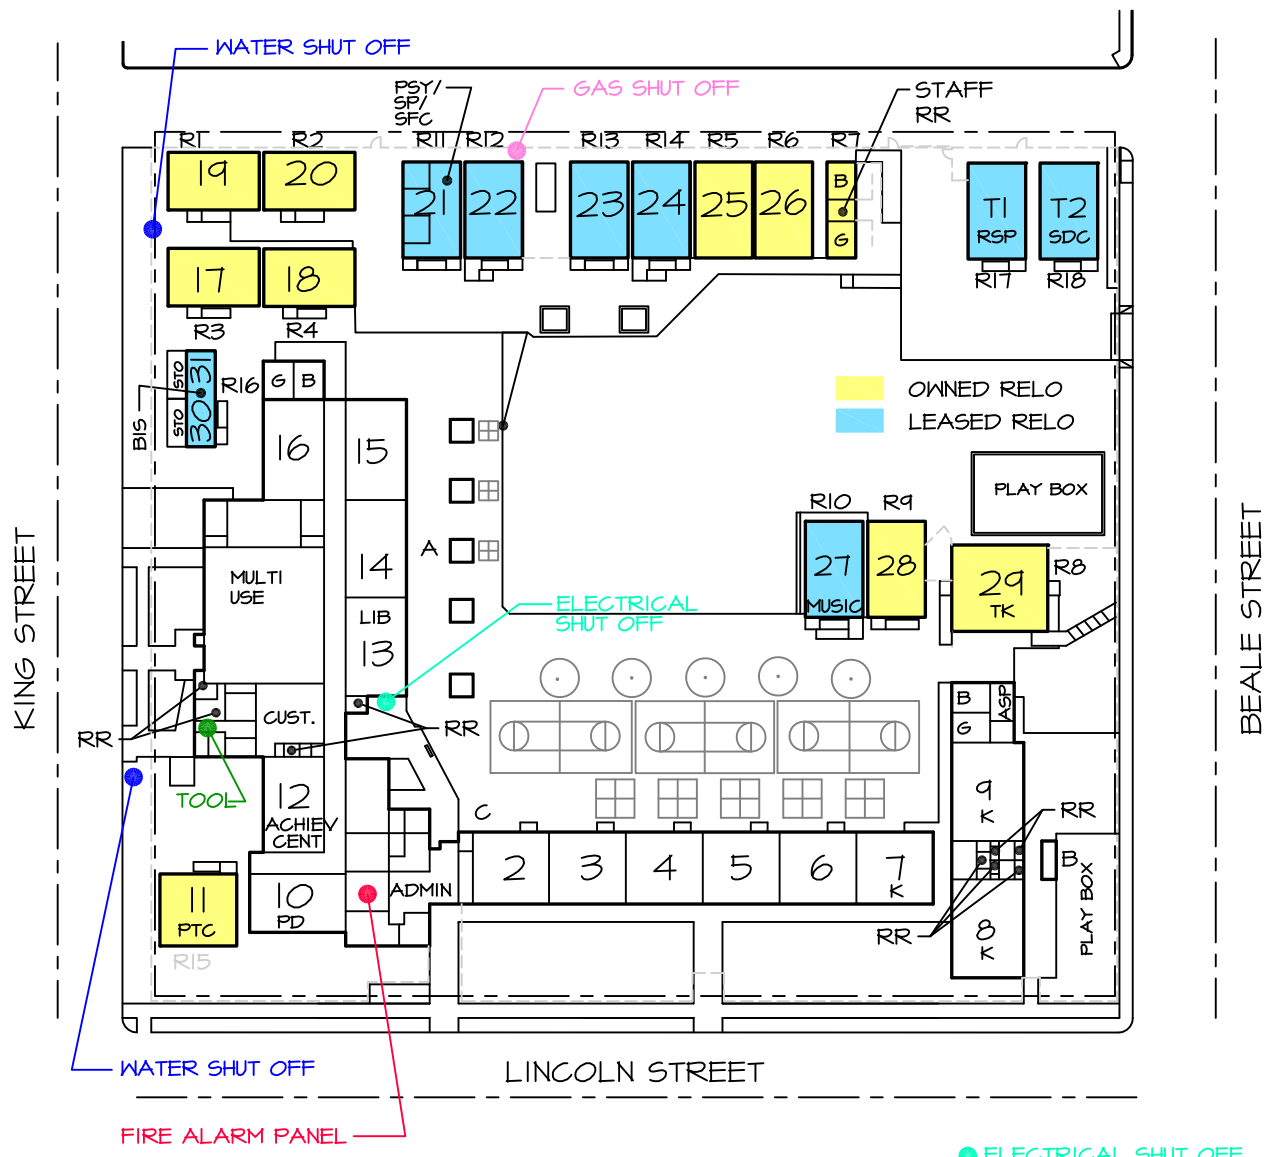 WATER SHUT OFF
PSY/
SP/
SFC
GAS SHUT OFF
STAFF
RR
R1
R2
R11
R12
R13
R14
R5
R6
R7
19
20
21
22
23
24
25
26
B
G
T1
RSP
T2
SDC
R17
R18
17
18
R3
R4
STO
STO
31
30
R16
BIS
G
B
OWNED RELO
LEASED RELO
16
15
PLAY BOX
R10
R9
A
MULTI
USE
14
27
MUSIC
28
29
TK
R8
LIB
13
ELECTRICAL
SHUT OFF
KING STREET
BEALE STREET
CUST.
RR
RR
B
G
ASP
TOOL
12
ACHIEV
CENT
C
9
K
RR
2
3
4
5
6
7
K
B
PLAY BOX
11
PTC
10
PD
ADMIN
8
K
RR
R15
WATER SHUT OFF
LINCOLN STREET
FIRE ALARM PANEL
ELECTRICAL SHUT OFF